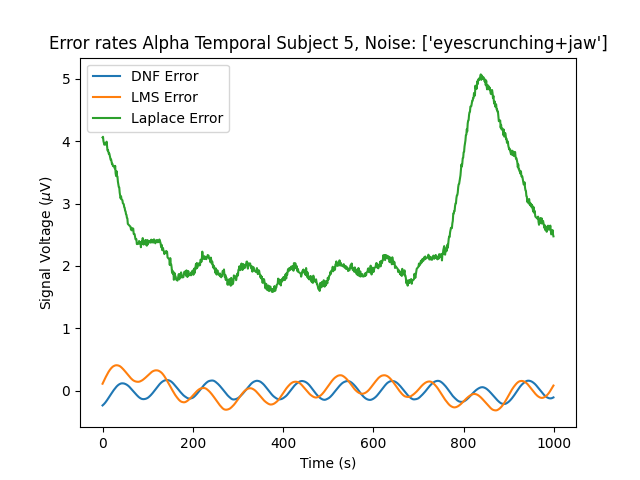 Error rates Alpha Temporal Subject 5, Noise: ['eyescrunching+jaw']
DNF Error
LMS Error
Laplace Error
Signal Voltage (μV)
5
4
3
2
1
0
0 200 400 600 800 1000
Time (s)